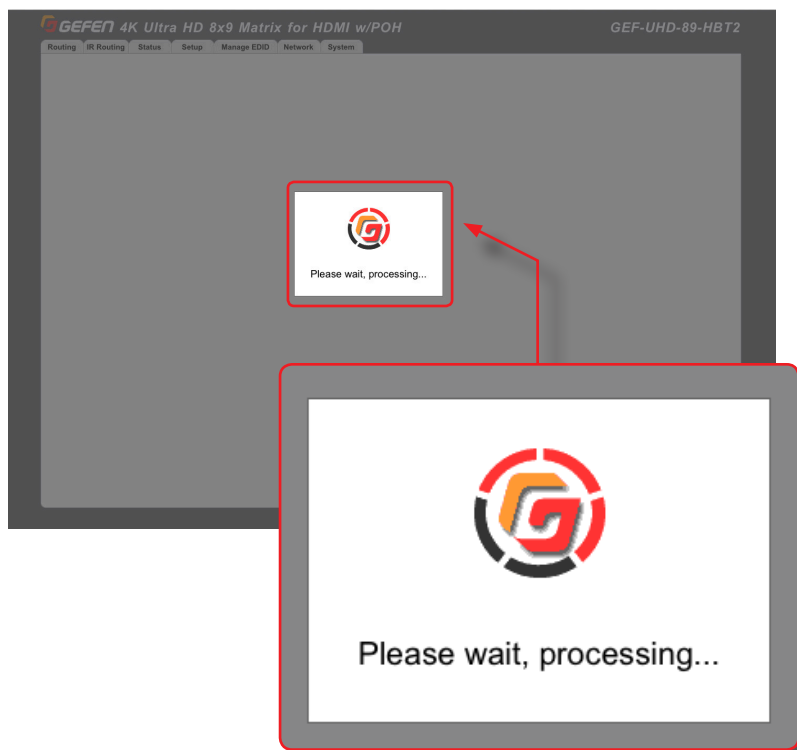 GEFEN 4K Ultra HD 8x9 Matrix for HDMI w/POH
GEF-UHD-89-HBT2
Routing IR Routing Status Setup Manage EDID Network System
Please wait, processing...
Please wait, processing...